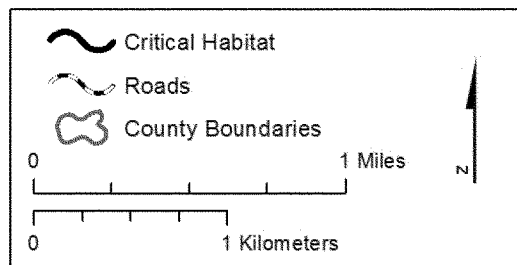 Critical Habitat
Roads
County Boundaries
0 1 Miles
0 1 Kilometers
N